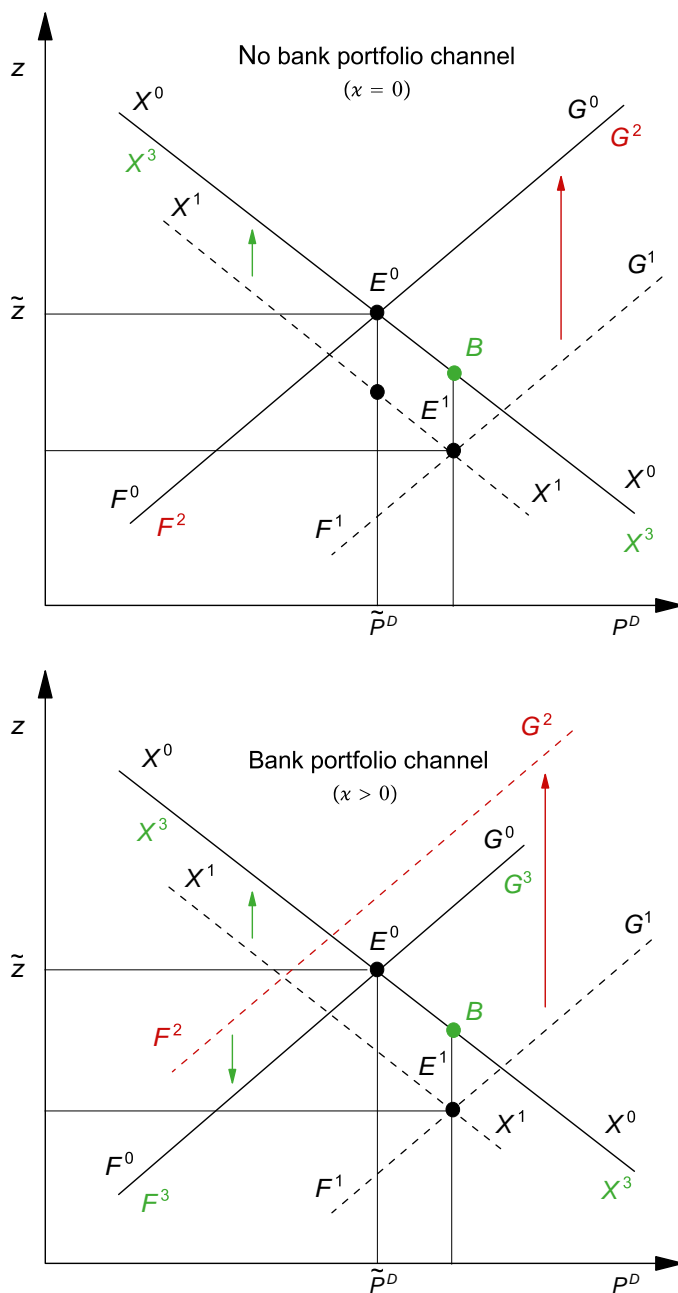 No bank portfolio channel
z
(ϰ = 0)
X⁰
G⁰
G²
X³
X¹
G¹
E⁰
z̃
B
E¹
X⁰
F⁰
X¹
F²
F¹
X³
P̃ᴰ
Pᴰ
G²
z
X⁰
Bank portfolio channel
(ϰ > 0)
X³
G⁰
X¹
G³
G¹
E⁰
z̃
B
F²
E¹
X¹
X⁰
F⁰
F¹
X³
F³
P̃ᴰ
Pᴰ